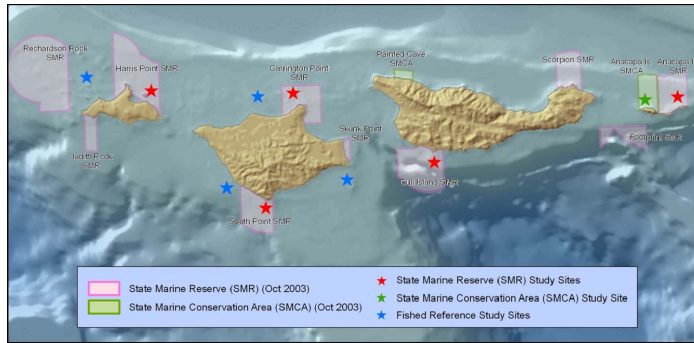 Richardson Rock
SMR
Harris Point SMR
Judith Rock
SMR
Carrington Point
SMR
Skunk Point
SMR
South Point SMR
Painted Cave
SMCA
Gull Island SMR
Scorpion SMR
Anacapa Is
SMCA
Anacapa I
SMR
Footprint SMR
State Marine Reserve (SMR) (Oct 2003)
State Marine Conservation Area (SMCA) (Oct 2003)
State Marine Reserve (SMR) Study Sites
State Marine Conservation Area (SMCA) Study Site
Fished Reference Study Sites